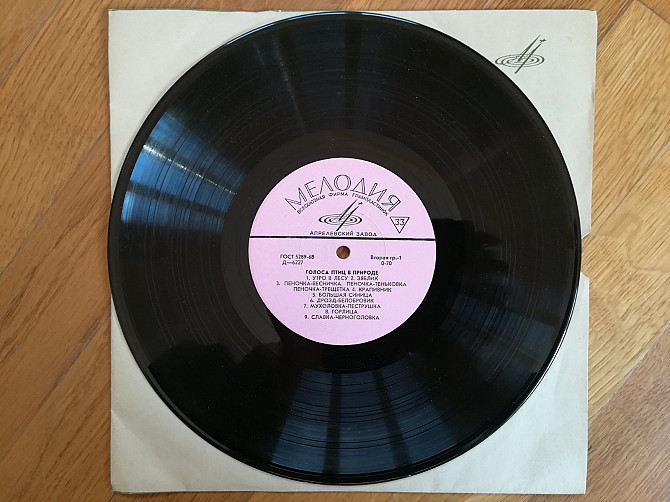 МЕЛОДИЯ
ВСЕСОЮЗНАЯ ФИРМА ГРАМПЛАСТИНОК
33
АПРЕЛЕВСКИЙ ЗАВОД
ГОСТ 5289-68 Вторая гр.-1
Д—6227 0-70
ГОЛОСА ПТИЦ В ПРИРОДЕ
1. УТРО В ЛЕСУ 2. ЗЯБЛИК
3. ПЕНОЧКА-ВЕСНИЧКА, ПЕНОЧКА-ТЕНЬКОВКА
ПЕНОЧКА-ТРЕЩЕТКА 4. КРАПИВНИК
5. БОЛЬШАЯ СИНИЦА
6. ДРОЗД-БЕЛОБРОВИК
7. МУХОЛОВКА-ПЕСТРУШКА
8. ГОРЛИЦА
9. СЛАВКА-ЧЕРНОГОЛОВКА